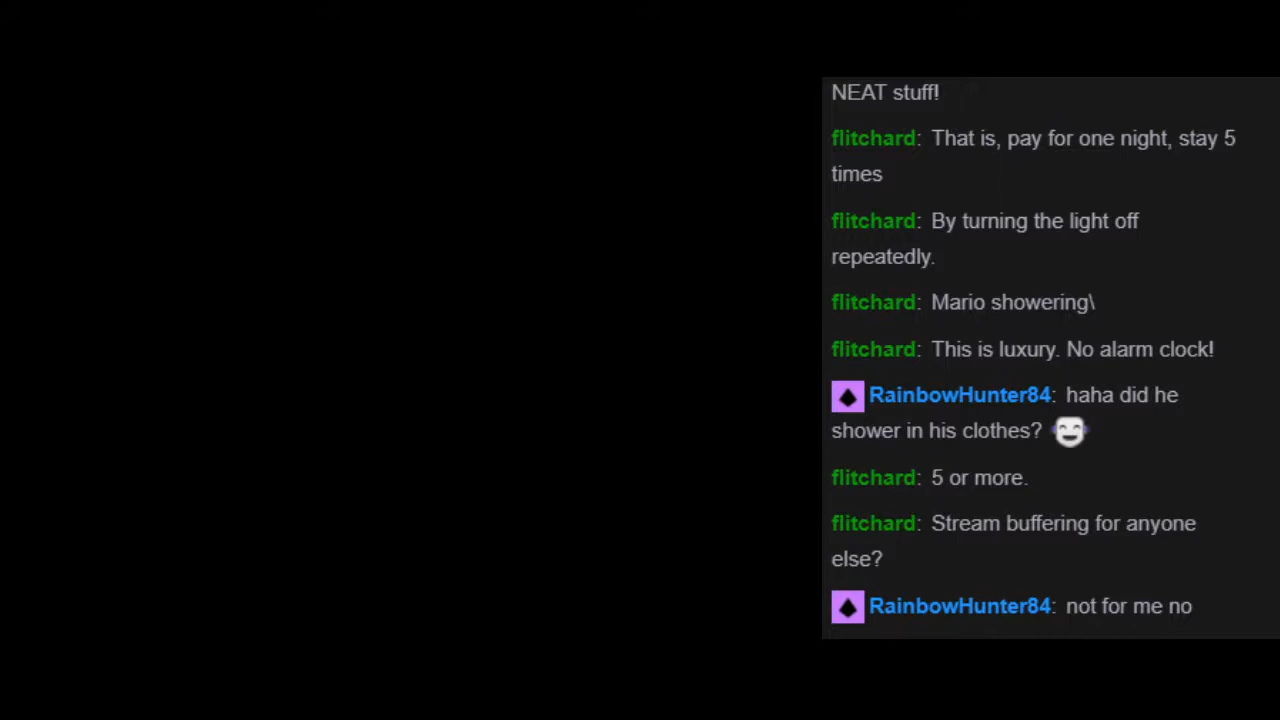 NEAT stuff!
flitchard: That is, pay for one night, stay 5
times
flitchard: By turning the light off
repeatedly.
flitchard: Mario showering\
flitchard: This is luxury. No alarm clock!
RainbowHunter84: haha did he
shower in his clothes?
flitchard: 5 or more.
flitchard: Stream buffering for anyone
else?
RainbowHunter84: not for me no